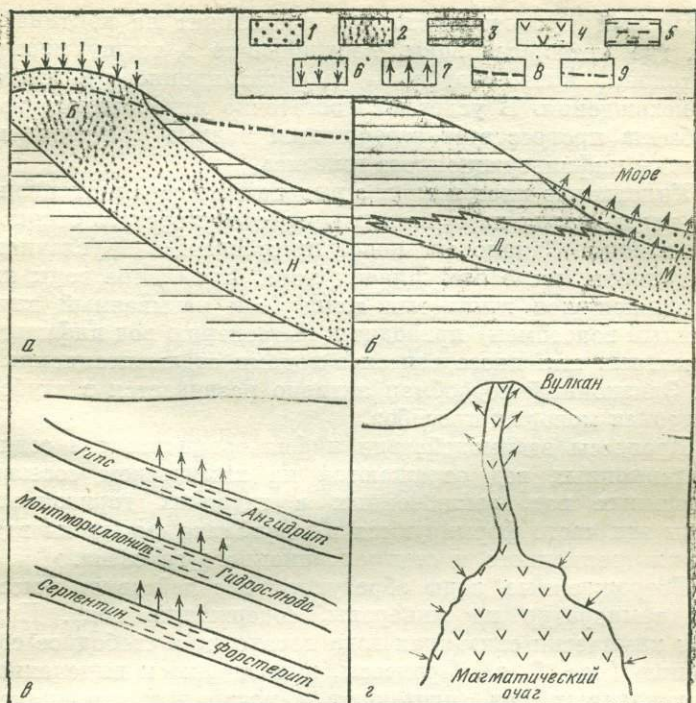 1 2 3 4 5
6 7 8 9
Б
Н
а
Море
Д
М
б
Гипс
Ангидрит
Монтмориллонит
Гидрослюда
Серпентин
Форстерит
в
Вулкан
Магматический
очаг
г